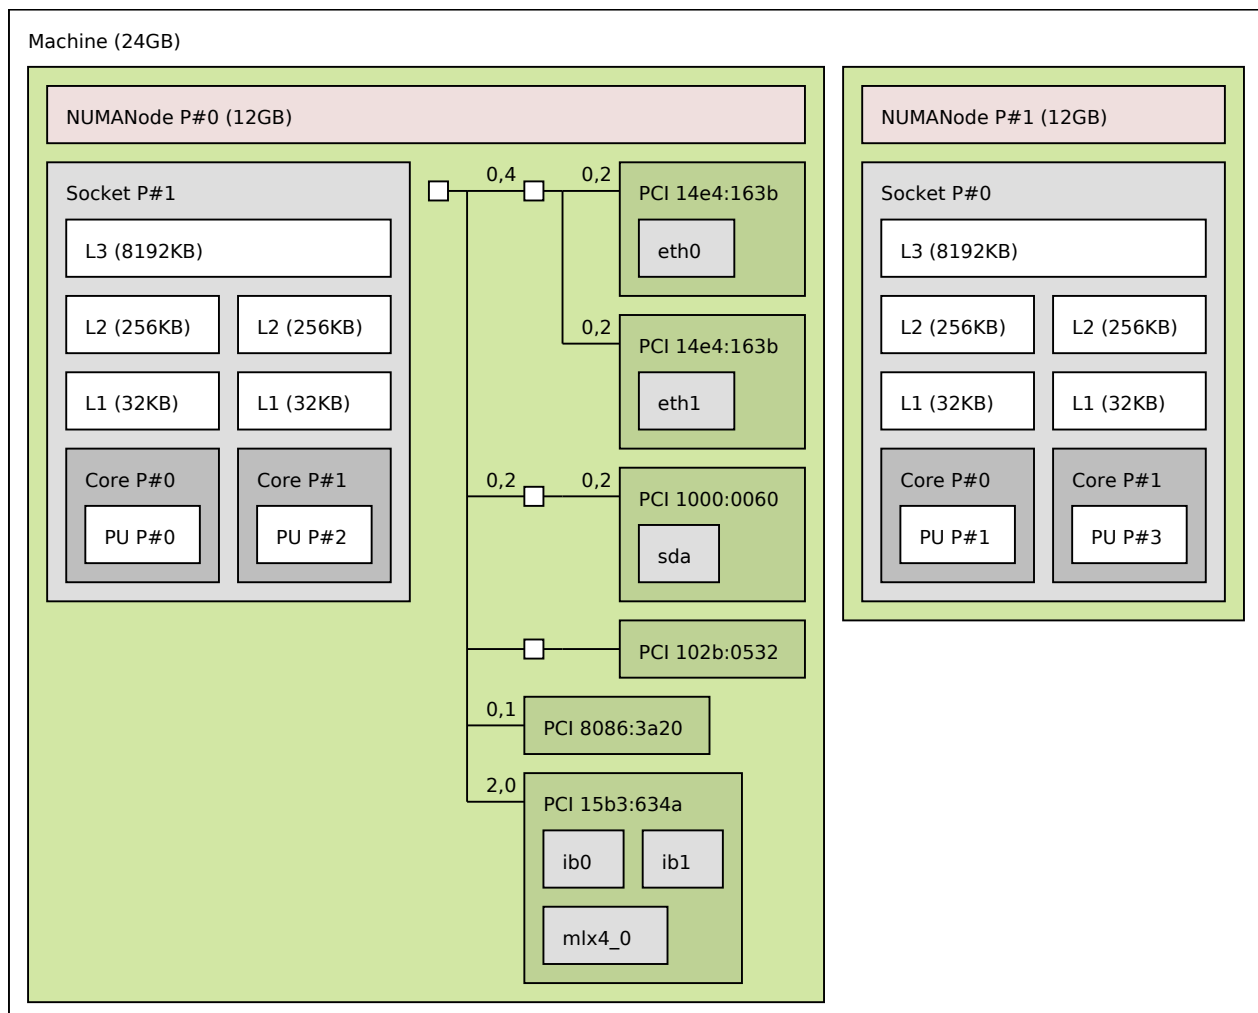 Machine (24GB)
NUMANode P#0 (12GB)
Socket P#1
L3 (8192KB)
L2 (256KB)
L2 (256KB)
L1 (32KB)
L1 (32KB)
Core P#0
PU P#0
Core P#1
PU P#2
0,4
0,2
PCI 14e4:163b
eth0
0,2
PCI 14e4:163b
eth1
0,2
0,2
PCI 1000:0060
sda
PCI 102b:0532
0,1
PCI 8086:3a20
2,0
PCI 15b3:634a
ib0
ib1
mlx4_0
NUMANode P#1 (12GB)
Socket P#0
L3 (8192KB)
L2 (256KB)
L2 (256KB)
L1 (32KB)
L1 (32KB)
Core P#0
PU P#1
Core P#1
PU P#3